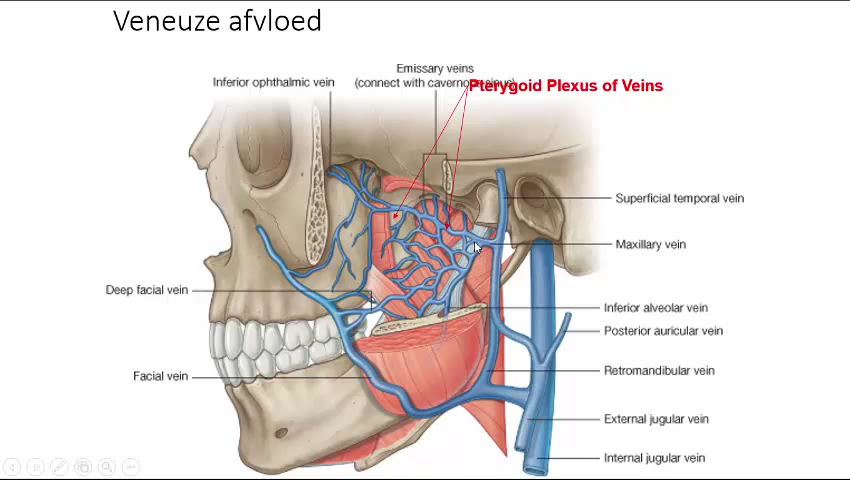 Veneuze afvloed
Emissary veins
Inferior ophthalmic vein
(connect with cavernous sinus)
Pterygoid Plexus of Veins
Superficial temporal vein
Maxillary vein
Deep facial vein
Inferior alveolar vein
Posterior auricular vein
Retromandibular vein
Facial vein
External jugular vein
Internal jugular vein